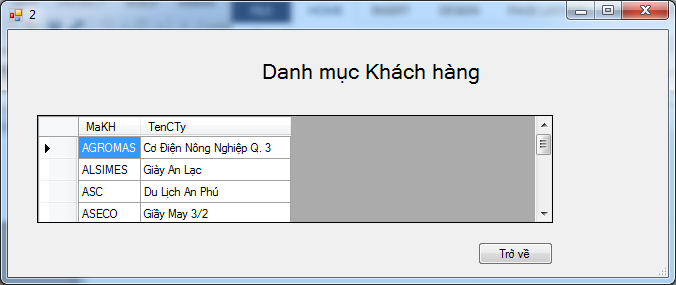 2
Danh mục Khách hàng
MaKH TenCTy
AGROMAS Cơ Điện Nông Nghiệp Q. 3
ALSIMES Giày An Lạc
ASC Du Lịch An Phú
ASECO Giầy May 3/2
Trở về